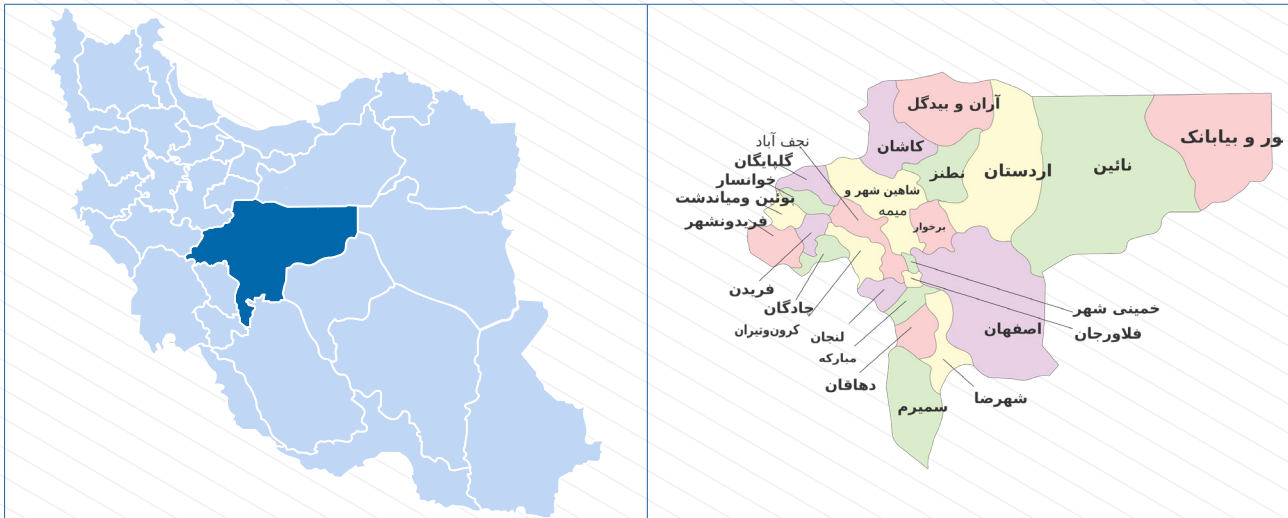 آران و بیدگل
کاشان
نجف آباد
گلپایگان
خوانسار
بوئین ومیاندشت
فریدونشهر
شاهین شهر و
میمه
نطنز
اردستان
نائین
ور و بیابانک
برخوار
فریدن
چادگان
کرون‌وتیران
لنجان
مبارکه
دهاقان
خمینی شهر
فلاورجان
اصفهان
شهرضا
سمیرم